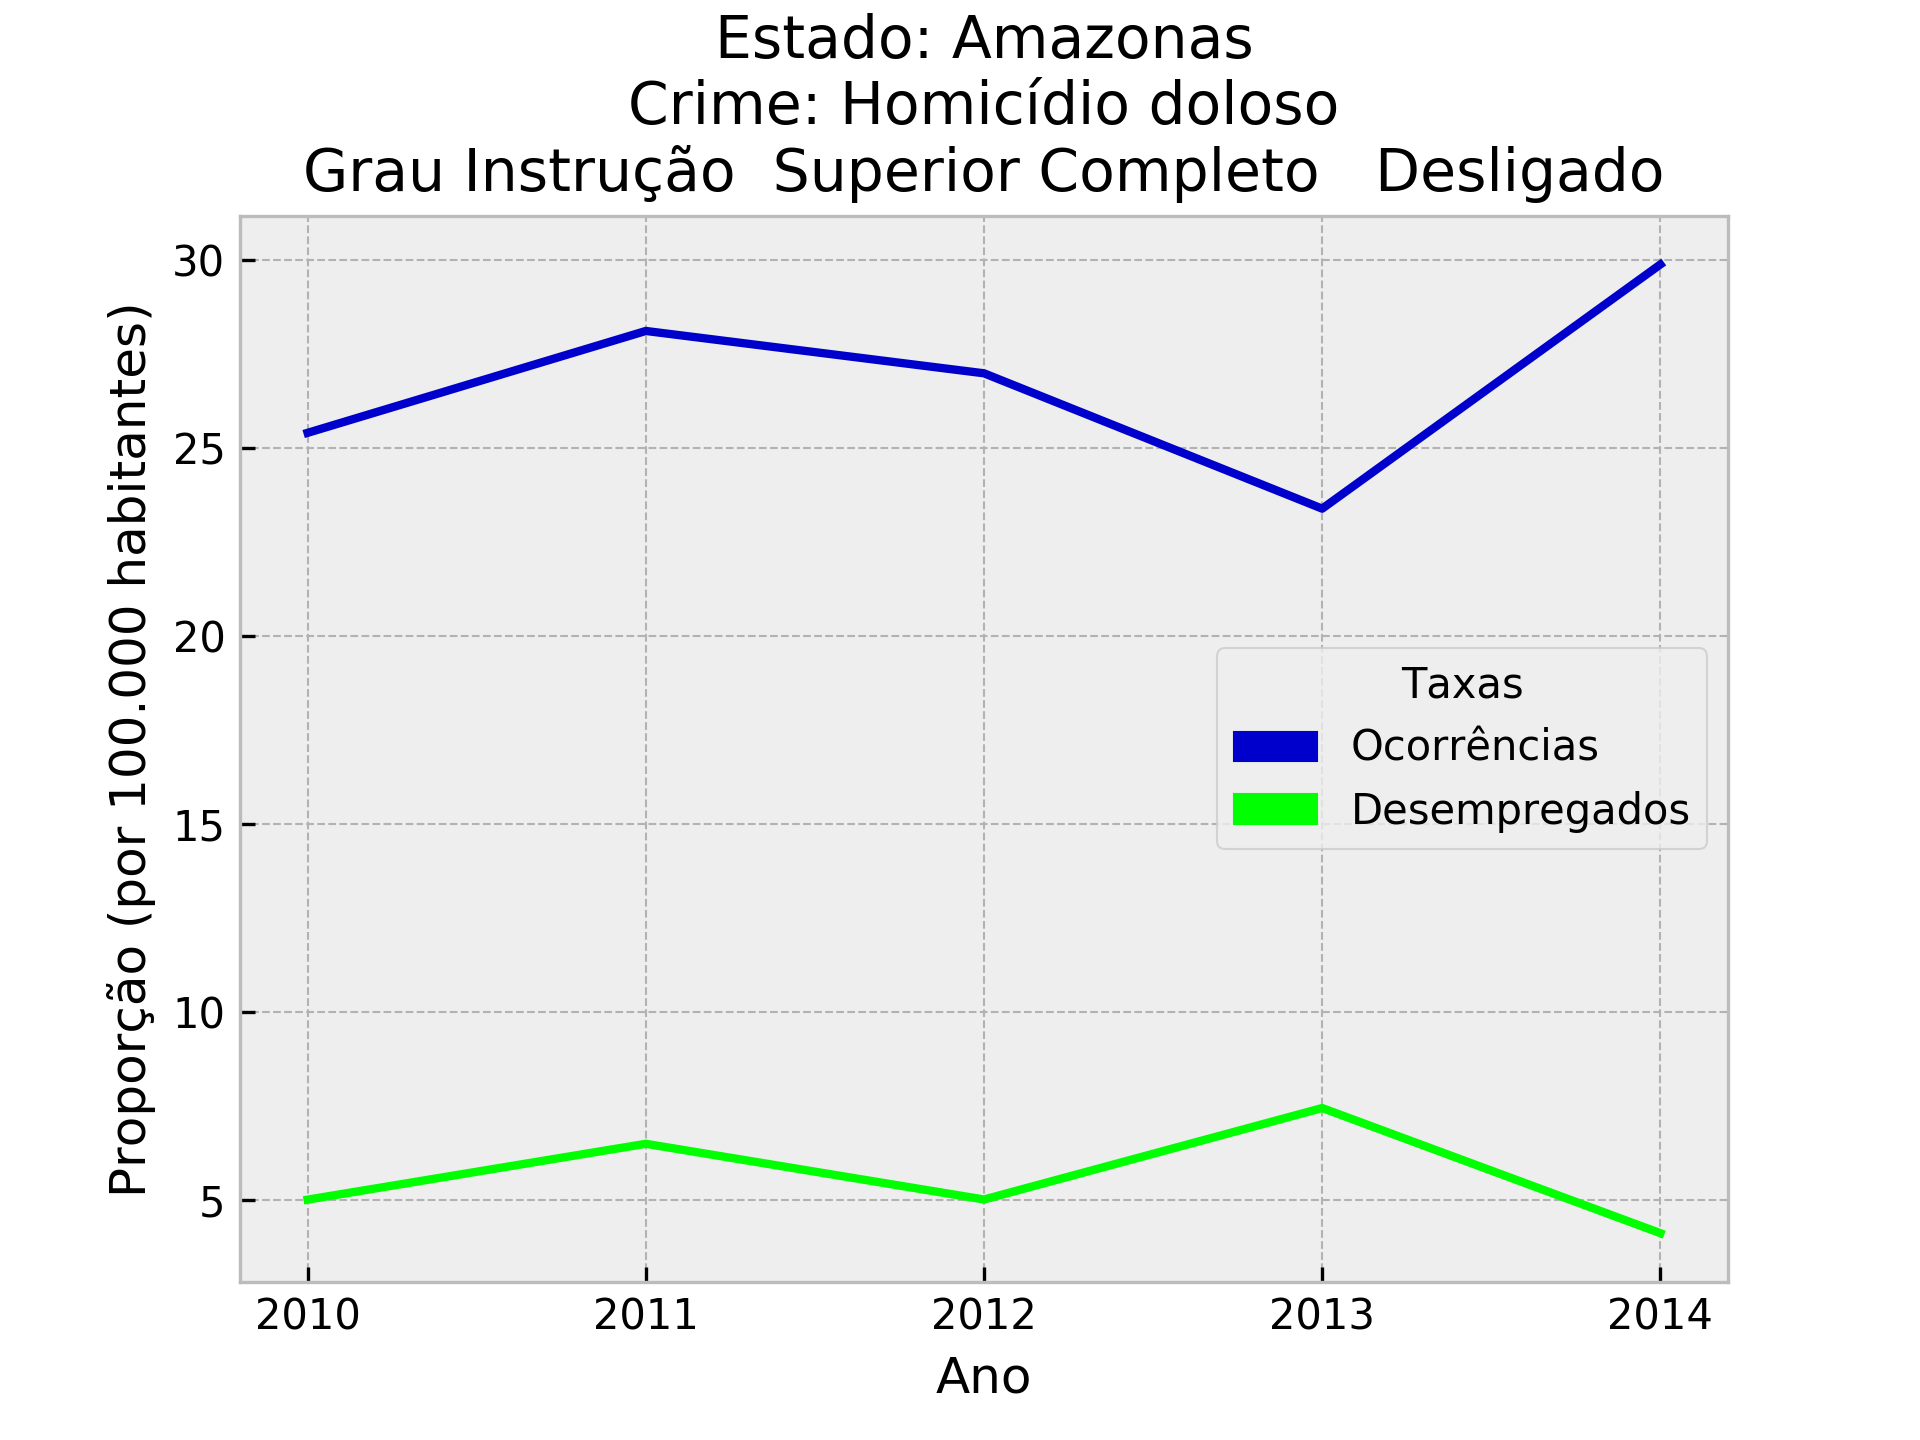 Estado: Amazonas
Crime: Homicídio doloso
Grau Instrução  Superior Completo   Desligado
Proporção (por 100.000 habitantes)
30
25
20
15
10
5
Taxas
Ocorrências
Desempregados
2010 2011 2012 2013 2014
Ano